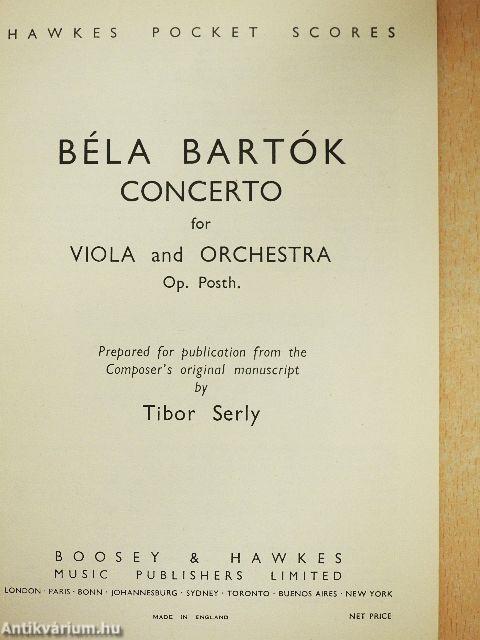 HAWKES POCKET SCORES
BÉLA BARTÓK
CONCERTO
for
VIOLA and ORCHESTRA
Op. Posth.
Prepared for publication from the
Composer's original manuscript
by
Tibor Serly
BOOSEY & HAWKES
MUSIC PUBLISHERS LIMITED
LONDON · PARIS · BONN · JOHANNESBURG · SYDNEY · TORONTO · BUENOS AIRES · NEW YORK
MADE IN ENGLAND NET PRICE
Antikvárium.hu